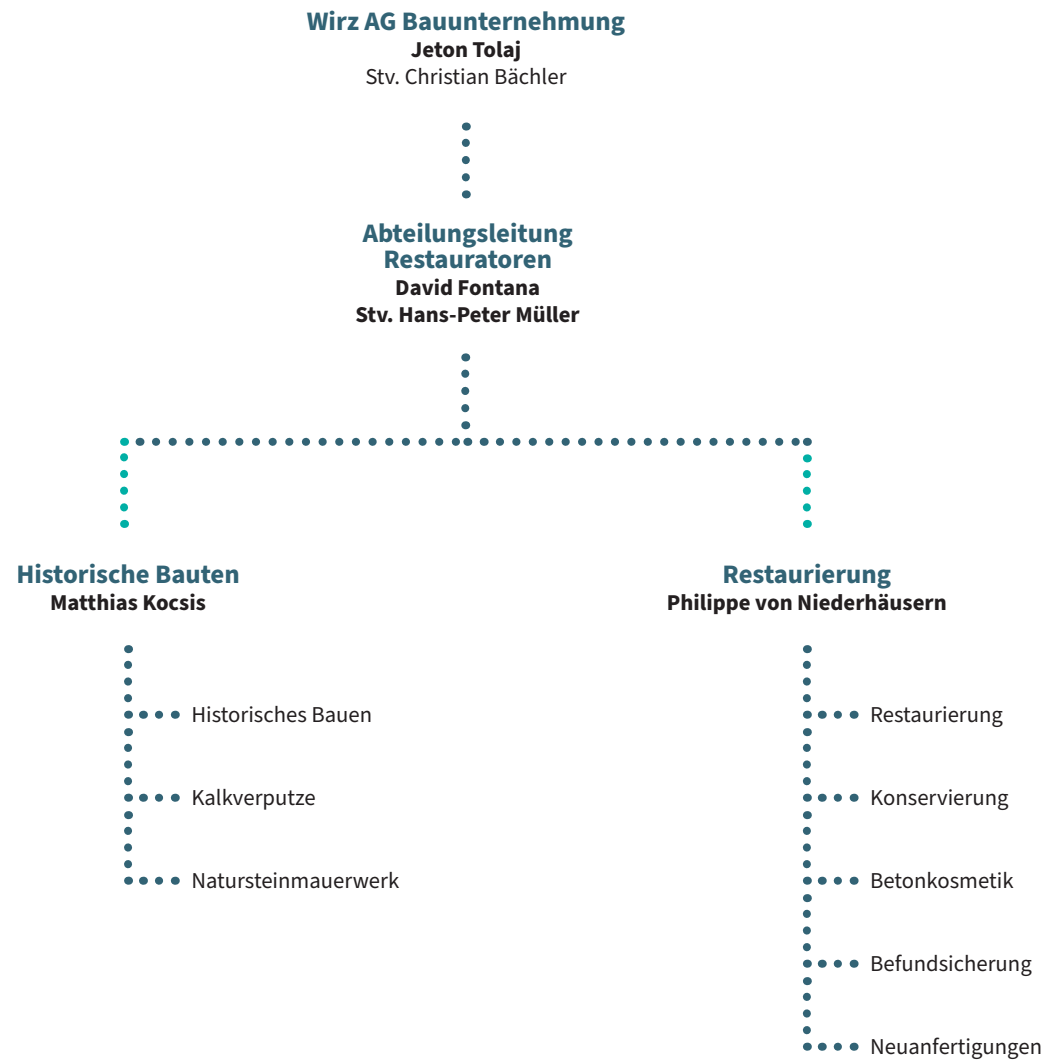 Wirz AG Bauunternehmung
Jeton Tolaj
Stv. Christian Bächler
Abteilungsleitung
Restauratoren
David Fontana
Stv. Hans-Peter Müller
Historische Bauten
Matthias Kocsis
Historisches Bauen
Kalkverputze
Natursteinmauerwerk
Restaurierung
Philippe von Niederhäusern
Restaurierung
Konservierung
Betonkosmetik
Befundsicherung
Neuanfertigungen